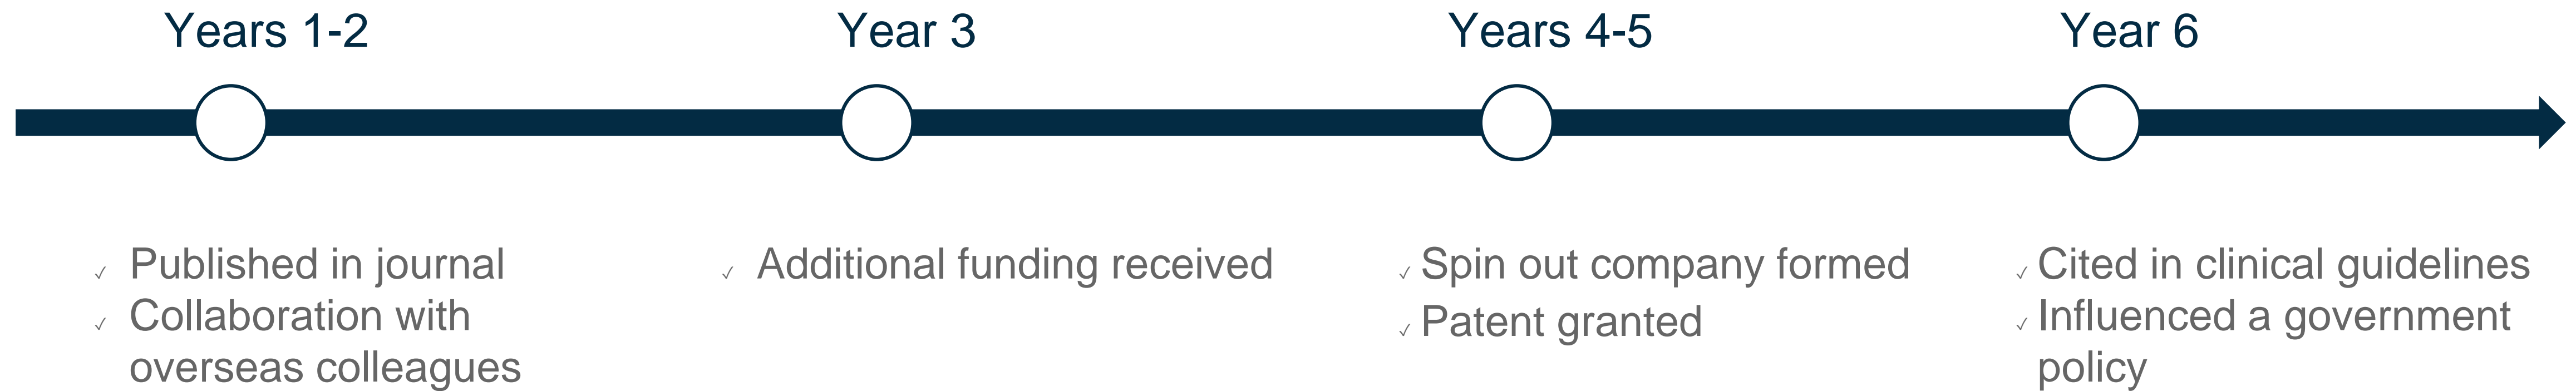 Years 1-2
Year 3
Years 4-5
Year 6
✓ Published in journal
✓ Collaboration with
overseas colleagues
✓ Additional funding received
✓ Spin out company formed
✓ Patent granted
✓ Cited in clinical guidelines
✓ Influenced a government
policy